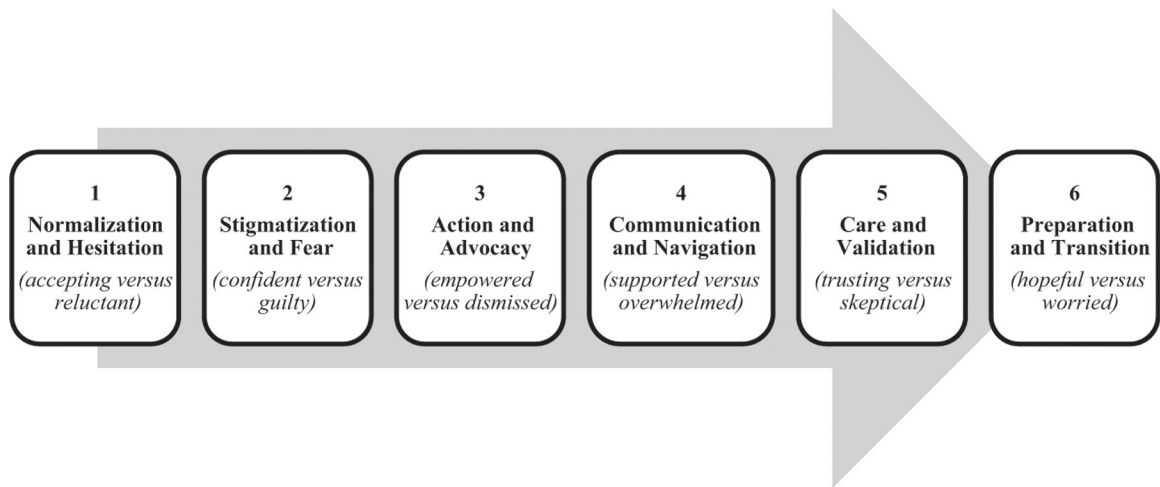 1
Normalization
and Hesitation
(accepting versus
reluctant)
2
Stigmatization
and Fear
(confident versus
guilty)
3
Action and
Advocacy
(empowered
versus dismissed)
4
Communication
and Navigation
(supported versus
overwhelmed)
5
Care and
Validation
(trusting versus
skeptical)
6
Preparation
and Transition
(hopeful versus
worried)